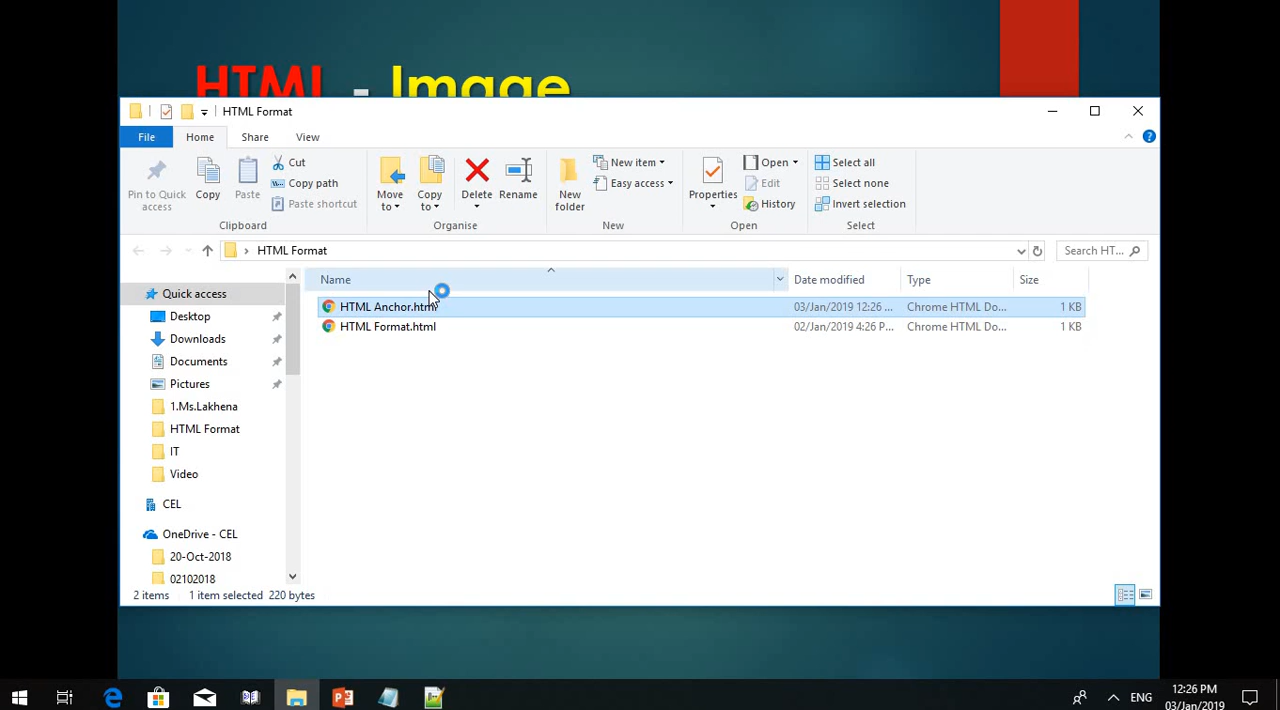 HTML - Image
HTML Format
File Home Share View
Pin to Quick access
Copy
Paste
Cut
Copy path
Paste shortcut
Move to
Copy to
Delete
Rename
New folder
New item
Easy access
Properties
Open
Edit
History
Select all
Select none
Invert selection
Clipboard Organise New Open Select
HTML Format Search HT...
Name Date modified Type Size
HTML Anchor.html 03/Jan/2019 12:26 ... Chrome HTML Do... 1 KB
HTML Format.html 02/Jan/2019 4:26 P... Chrome HTML Do... 1 KB
Quick access
Desktop
Downloads
Documents
Pictures
1.Ms.Lakhena
HTML Format
IT
Video
CEL
OneDrive - CEL
20-Oct-2018
02102018
2 items 1 item selected 220 bytes
ENG
12:26 PM
03/Jan/2019